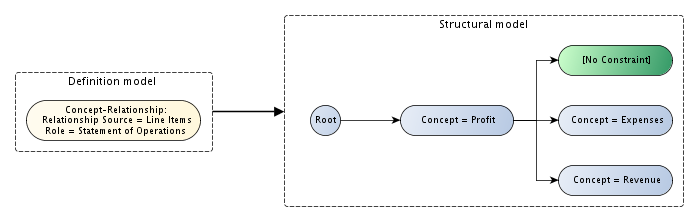 Structural model
Definition model
Concept-Relationship:
Relationship Source = Line Items
Role = Statement of Operations
Root
Concept = Profit
[No Constraint]
Concept = Expenses
Concept = Revenue